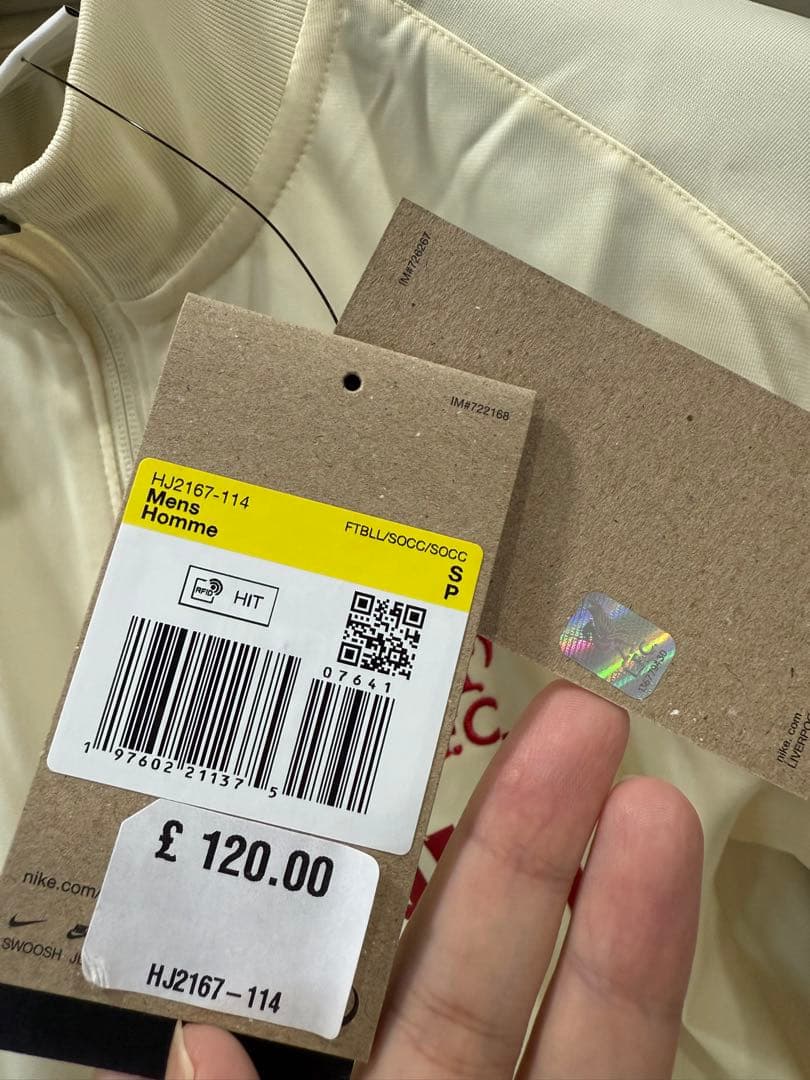 IM#726267
IM#722168
HJ2167-114
Mens
Homme
FTBLL/SOCC/SOCC
S
P
RFID
HIT
07641
1 97602 21137 5
nike.com/
SWOOSH
£ 120.00
HJ2167-114
.C.
nike.com